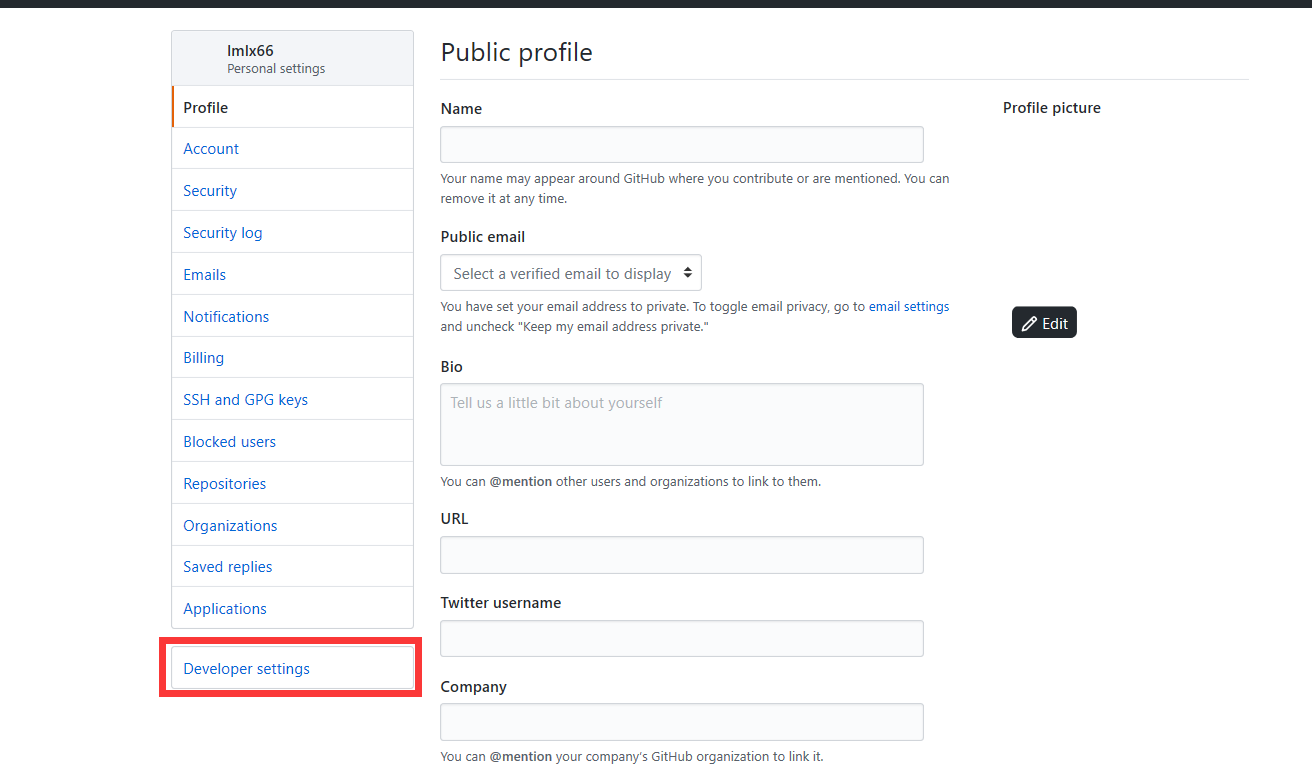 lmlx66
Personal settings
Profile
Account
Security
Security log
Emails
Notifications
Billing
SSH and GPG keys
Blocked users
Repositories
Organizations
Saved replies
Applications
Developer settings
Public profile
Name
Your name may appear around GitHub where you contribute or are mentioned. You can
remove it at any time.
Public email
Select a verified email to display
You have set your email address to private. To toggle email privacy, go to email settings
and uncheck "Keep my email address private."
Bio
Tell us a little bit about yourself
You can @mention other users and organizations to link to them.
URL
Twitter username
Company
You can @mention your company's GitHub organization to link it.
Profile picture
Edit